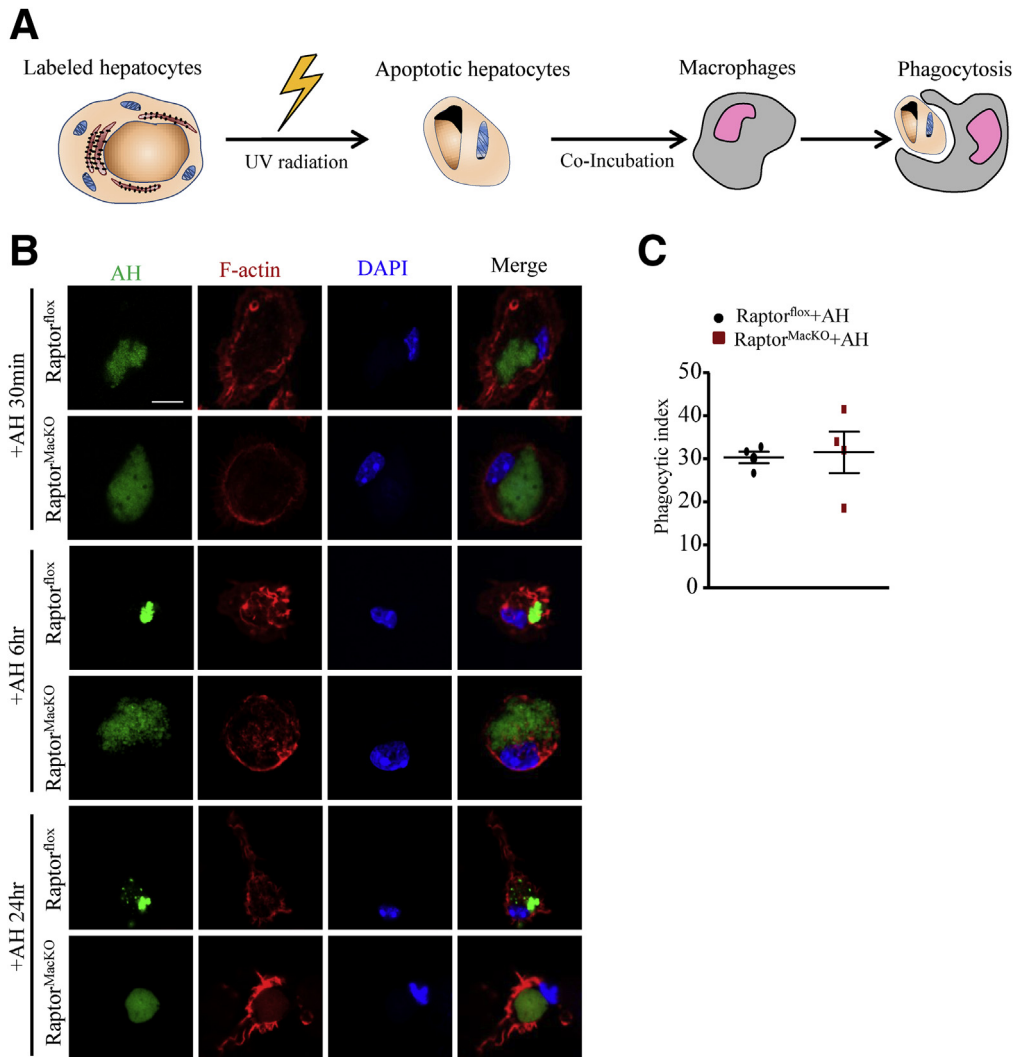 A
Labeled hepatocytes
UV radiation
Apoptotic hepatocytes
Co-Incubation
Macrophages
Phagocytosis
B
AH F-actin DAPI Merge
+AH 30min
Raptorflox
RaptorMacKO
+AH 6hr
Raptorflox
RaptorMacKO
+AH 24hr
Raptorflox
RaptorMacKO
C
Raptorflox+AH
RaptorMacKO+AH
Phagocytic index
50
40
30
20
10
0